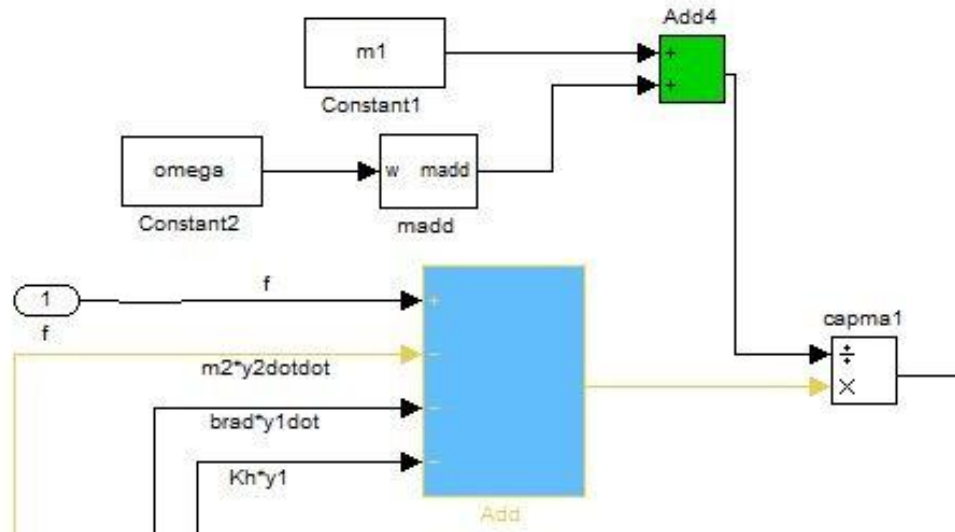 Add4
+
m1
+
Constant1
omega
w madd
Constant2
madd
1
f
+
f
capma1
÷
−
m2*y2dotdot
×
−
brad*y1dot
−
Kh*y1
Add